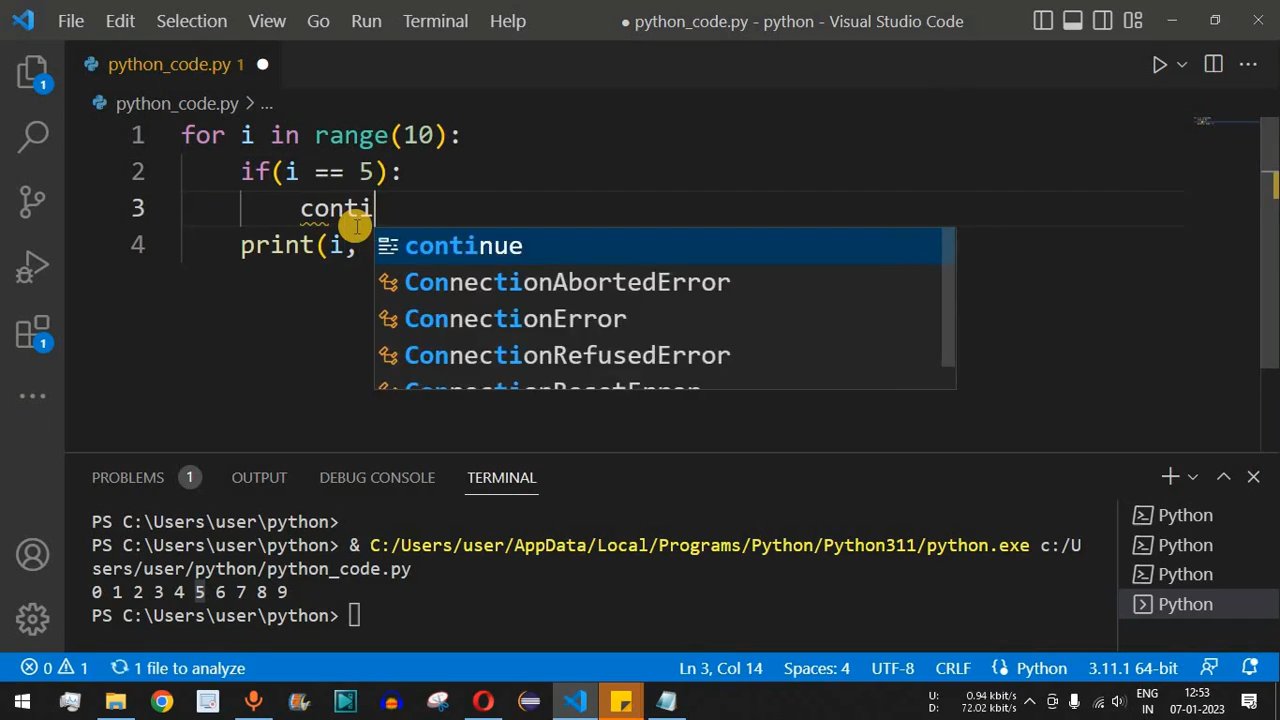 File Edit Selection View Go Run Terminal Help ● python_code.py - python - Visual Studio Code
python_code.py 1
python_code.py > ...
1 for i in range(10):
2 if(i == 5):
3 conti
4 print(i,
continue
ConnectionAbortedError
ConnectionError
ConnectionRefusedError
ConnectionResetError
PROBLEMS 1 OUTPUT DEBUG CONSOLE TERMINAL
PS C:\Users\user\python>
PS C:\Users\user\python> & C:/Users/user/AppData/Local/Programs/Python/Python311/python.exe c:/U
sers/user/python/python_code.py
0 1 2 3 4 5 6 7 8 9
PS C:\Users\user\python>
Python
Python
Python
Python
1
1
0 1 1 file to analyze Ln 3, Col 14 Spaces: 4 UTF-8 CRLF Python 3.11.1 64-bit
U: 0.94 kbit/s
D: 72.02 kbit/s
ENG
IN
12:53
07-01-2023